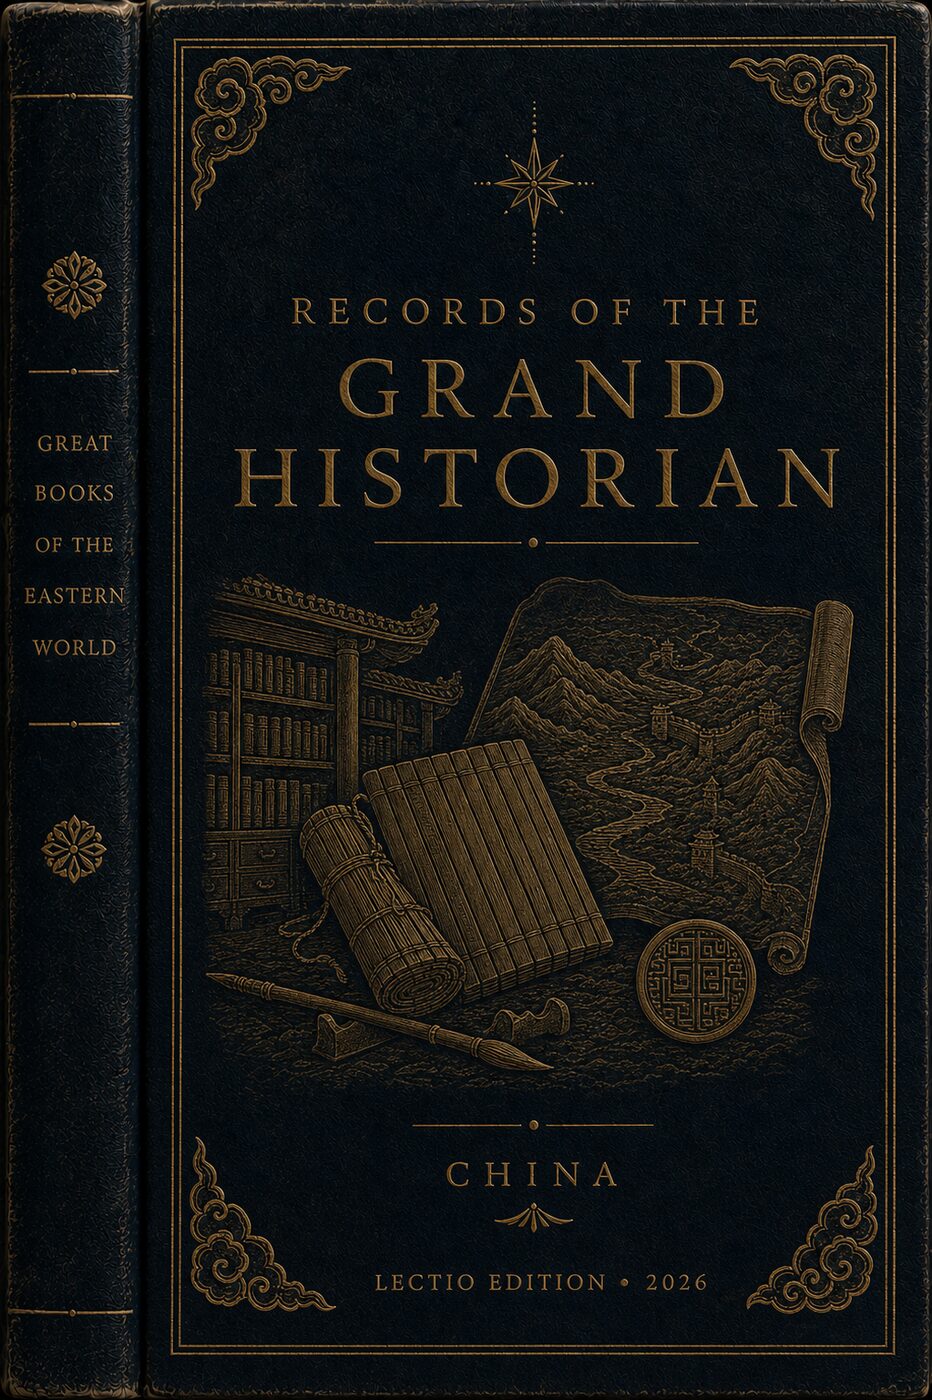 GREAT
BOOKS
OF THE
EASTERN
WORLD
RECORDS OF THE
GRAND
HISTORIAN
CHINA
LECTIO EDITION • 2026